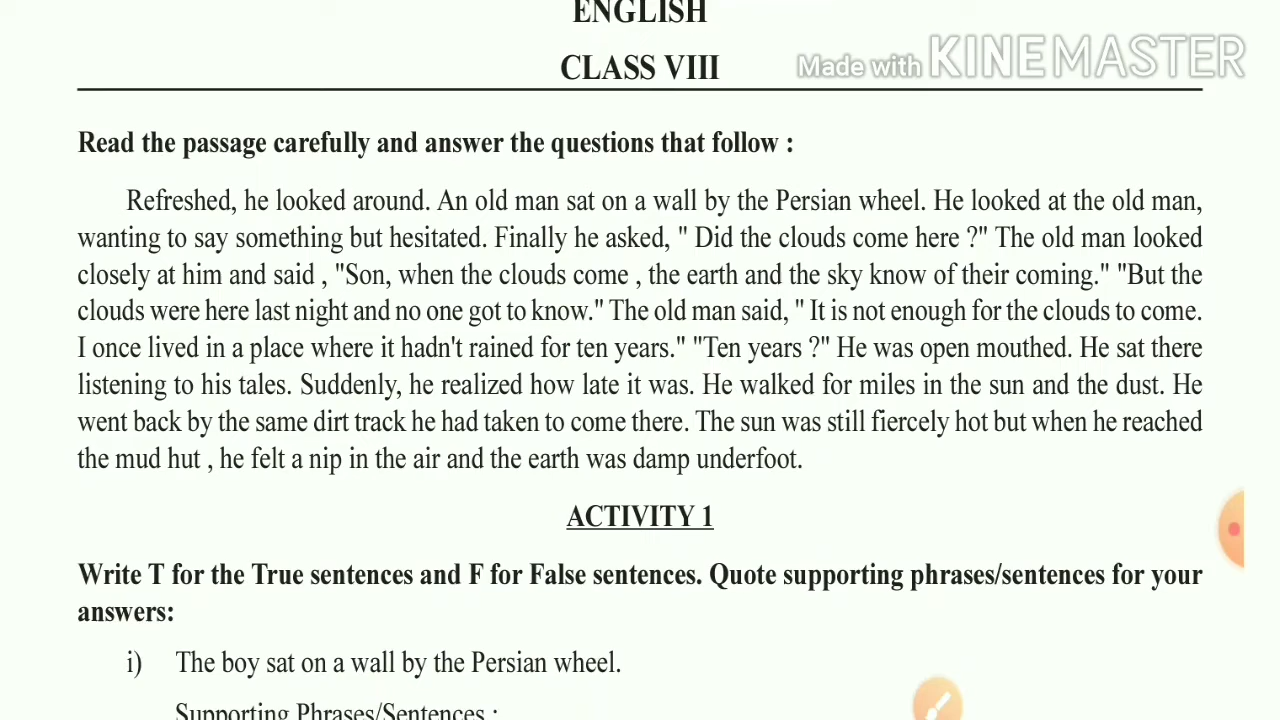 ENGLISH
CLASS VIII
Made with KINEMASTER
Read the passage carefully and answer the questions that follow :
Refreshed, he looked around. An old man sat on a wall by the Persian wheel. He looked at the old man,
wanting to say something but hesitated. Finally he asked, " Did the clouds come here ?" The old man looked
closely at him and said , "Son, when the clouds come , the earth and the sky know of their coming." "But the
clouds were here last night and no one got to know." The old man said, " It is not enough for the clouds to come.
I once lived in a place where it hadn't rained for ten years." "Ten years ?" He was open mouthed. He sat there
listening to his tales. Suddenly, he realized how late it was. He walked for miles in the sun and the dust. He
went back by the same dirt track he had taken to come there. The sun was still fiercely hot but when he reached
the mud hut , he felt a nip in the air and the earth was damp underfoot.
ACTIVITY 1
Write T for the True sentences and F for False sentences. Quote supporting phrases/sentences for your
answers:
i) The boy sat on a wall by the Persian wheel.
Supporting Phrases/Sentences :